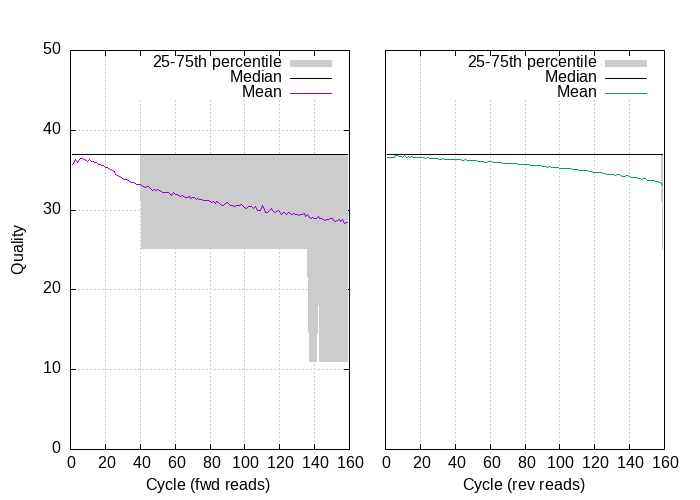 50
40
30
20
10
0
Quality
25-75th percentile
Median
Mean
0 20 40 60 80 100 120 140 160
Cycle (fwd reads)
25-75th percentile
Median
Mean
0 20 40 60 80 100 120 140 160
Cycle (rev reads)